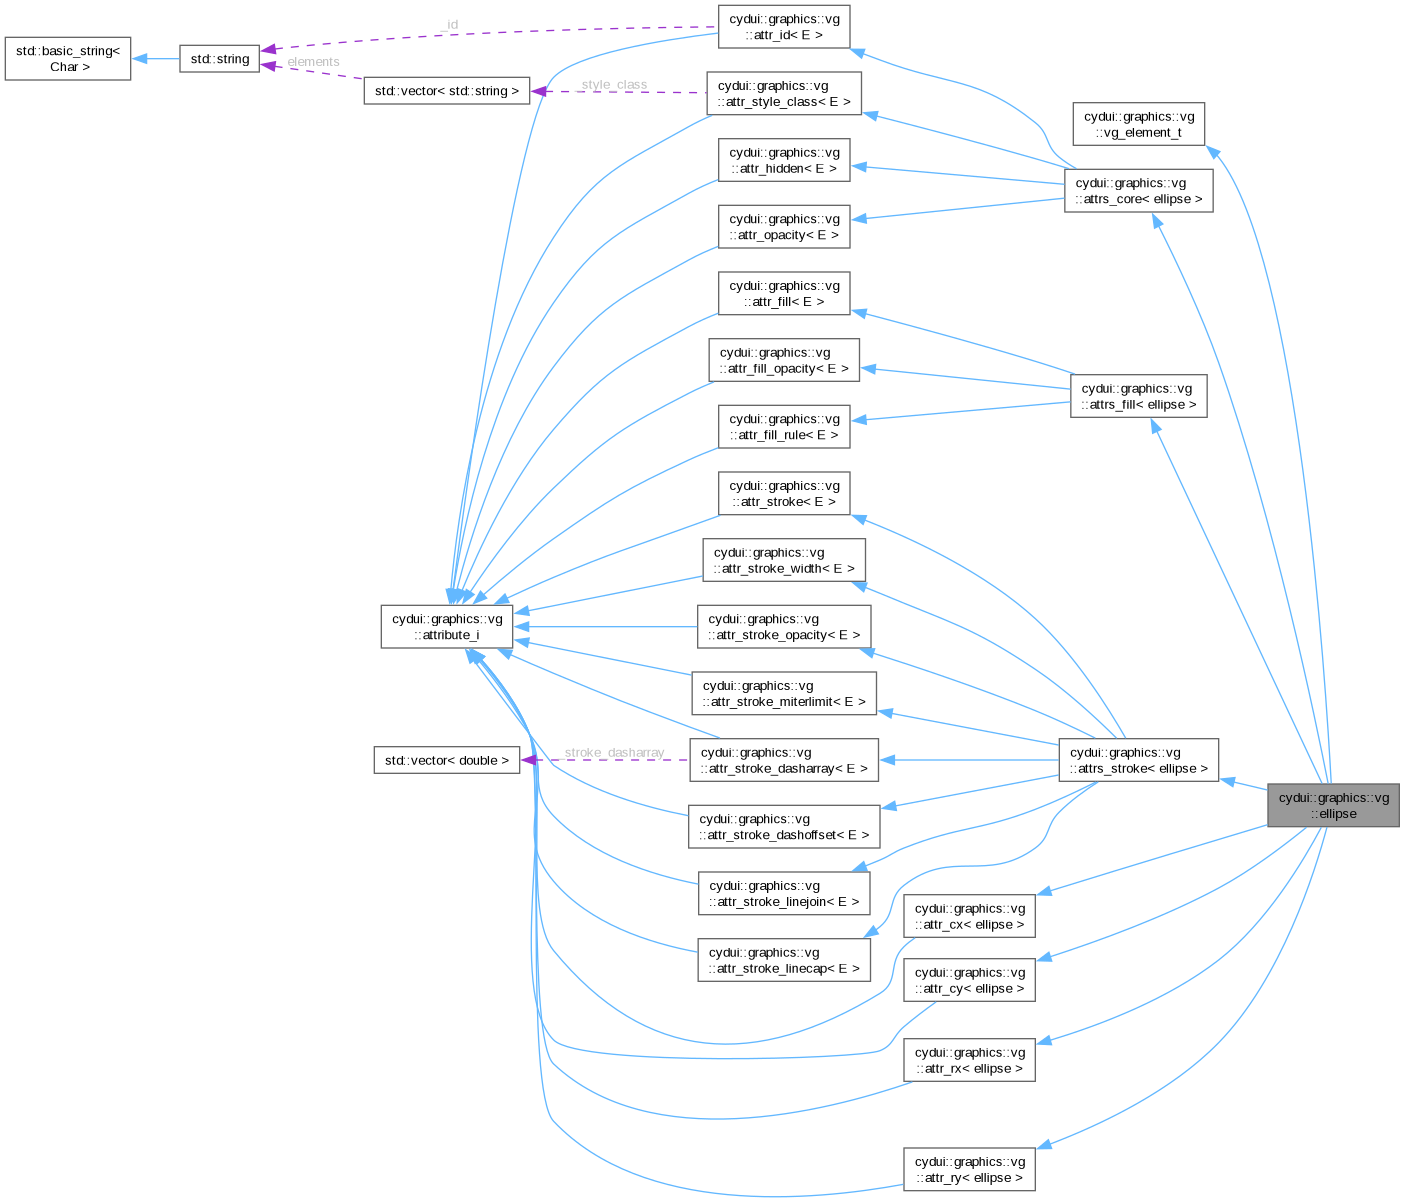 cydui::graphics::vg
::attr_id< E >
_id
std::basic_string<
Char >
std::string
elements
std::vector< std::string >
_style_class
cydui::graphics::vg
::attr_style_class< E >
cydui::graphics::vg
::vg_element_t
cydui::graphics::vg
::attr_hidden< E >
cydui::graphics::vg
::attrs_core< ellipse >
cydui::graphics::vg
::attr_opacity< E >
cydui::graphics::vg
::attr_fill< E >
cydui::graphics::vg
::attr_fill_opacity< E >
cydui::graphics::vg
::attrs_fill< ellipse >
cydui::graphics::vg
::attr_fill_rule< E >
cydui::graphics::vg
::attr_stroke< E >
cydui::graphics::vg
::attr_stroke_width< E >
cydui::graphics::vg
::attribute_i
cydui::graphics::vg
::attr_stroke_opacity< E >
cydui::graphics::vg
::attr_stroke_miterlimit< E >
std::vector< double >
_stroke_dasharray
cydui::graphics::vg
::attr_stroke_dasharray< E >
cydui::graphics::vg
::attrs_stroke< ellipse >
cydui::graphics::vg
::ellipse
cydui::graphics::vg
::attr_stroke_dashoffset< E >
cydui::graphics::vg
::attr_stroke_linejoin< E >
cydui::graphics::vg
::attr_cx< ellipse >
cydui::graphics::vg
::attr_stroke_linecap< E >
cydui::graphics::vg
::attr_cy< ellipse >
cydui::graphics::vg
::attr_rx< ellipse >
cydui::graphics::vg
::attr_ry< ellipse >